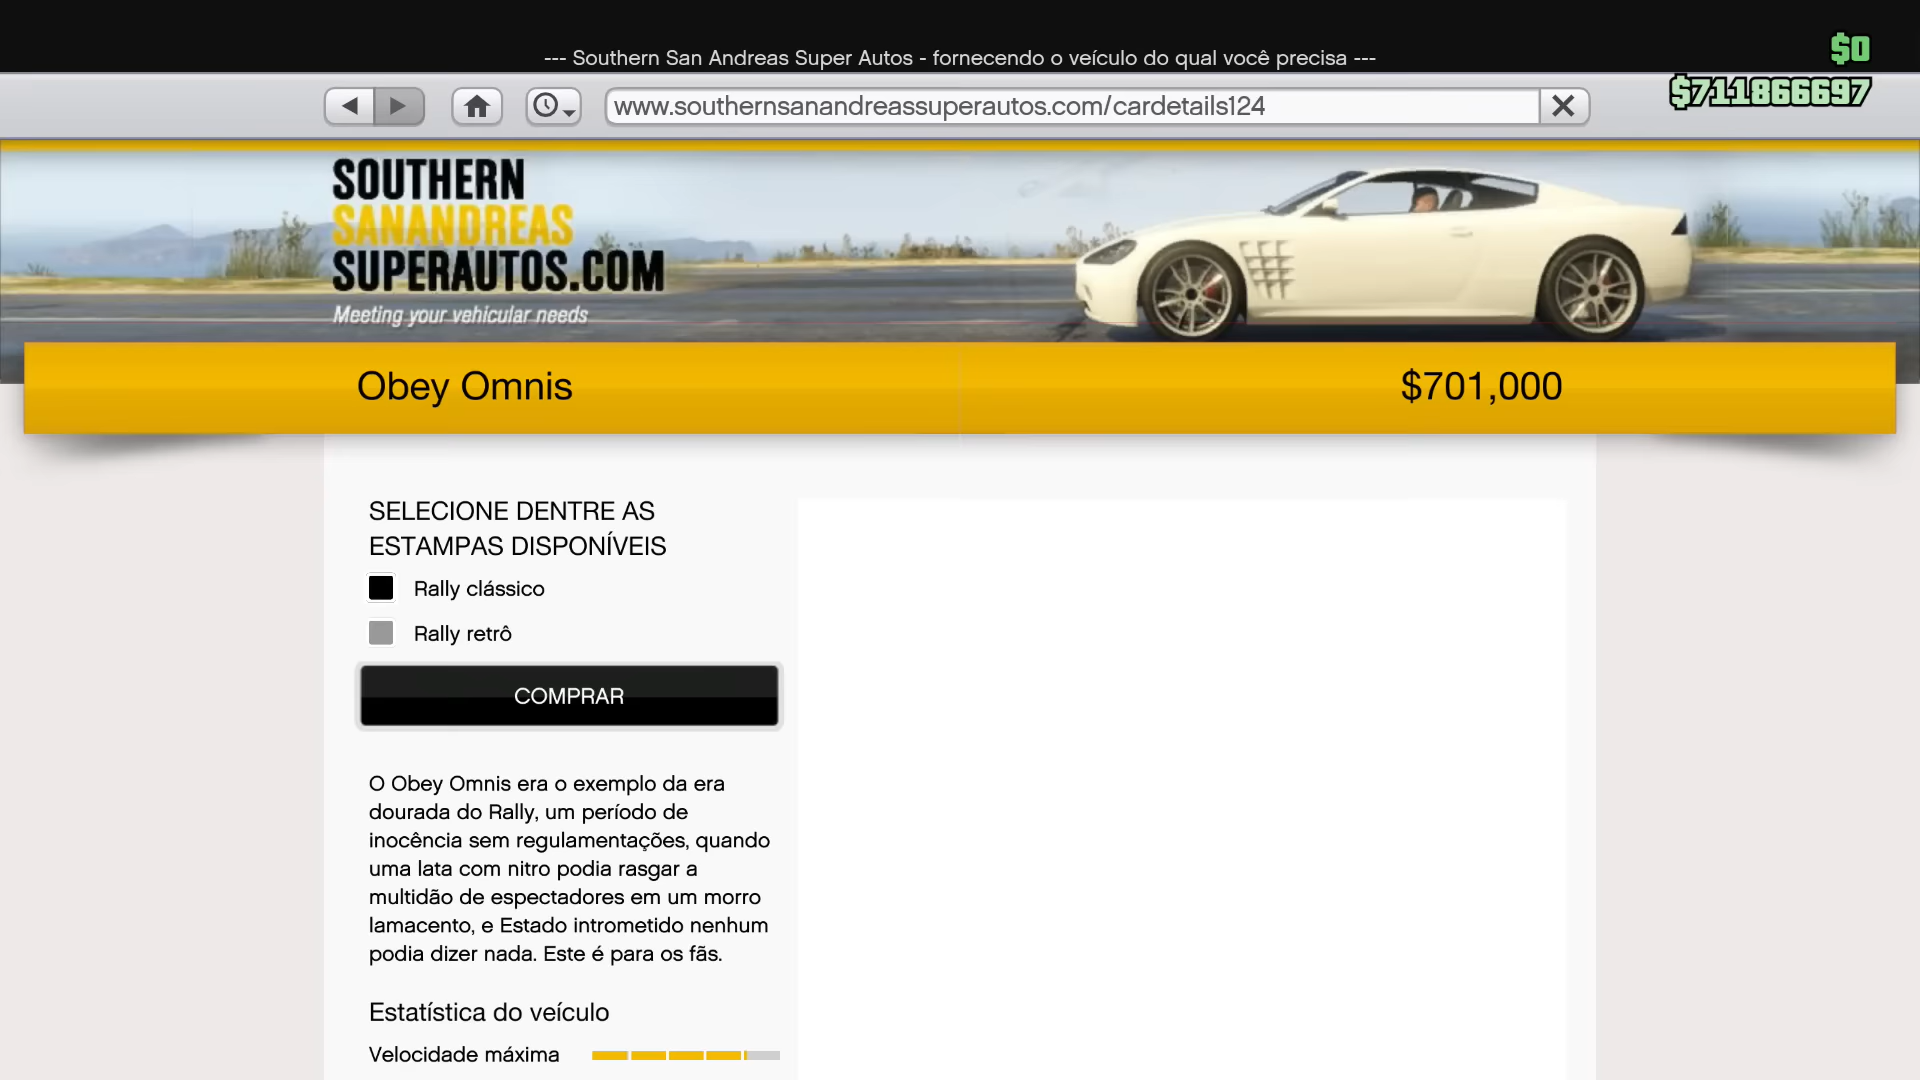 --- Southern San Andreas Super Autos - fornecendo o veículo do qual você precisa ---
$0
$711866697
www.southernsanandreassuperautos.com/cardetails124
SOUTHERN
SANANDREAS
SUPERAUTOS.COM
Meeting your vehicular needs
Obey Omnis
$701,000
SELECIONE DENTRE AS
ESTAMPAS DISPONÍVEIS
Rally clássico
Rally retrô
COMPRAR
O Obey Omnis era o exemplo da era
dourada do Rally, um período de
inocência sem regulamentações, quando
uma lata com nitro podia rasgar a
multidão de espectadores em um morro
lamacento, e Estado intrometido nenhum
podia dizer nada. Este é para os fãs.
Estatística do veículo
Velocidade máxima